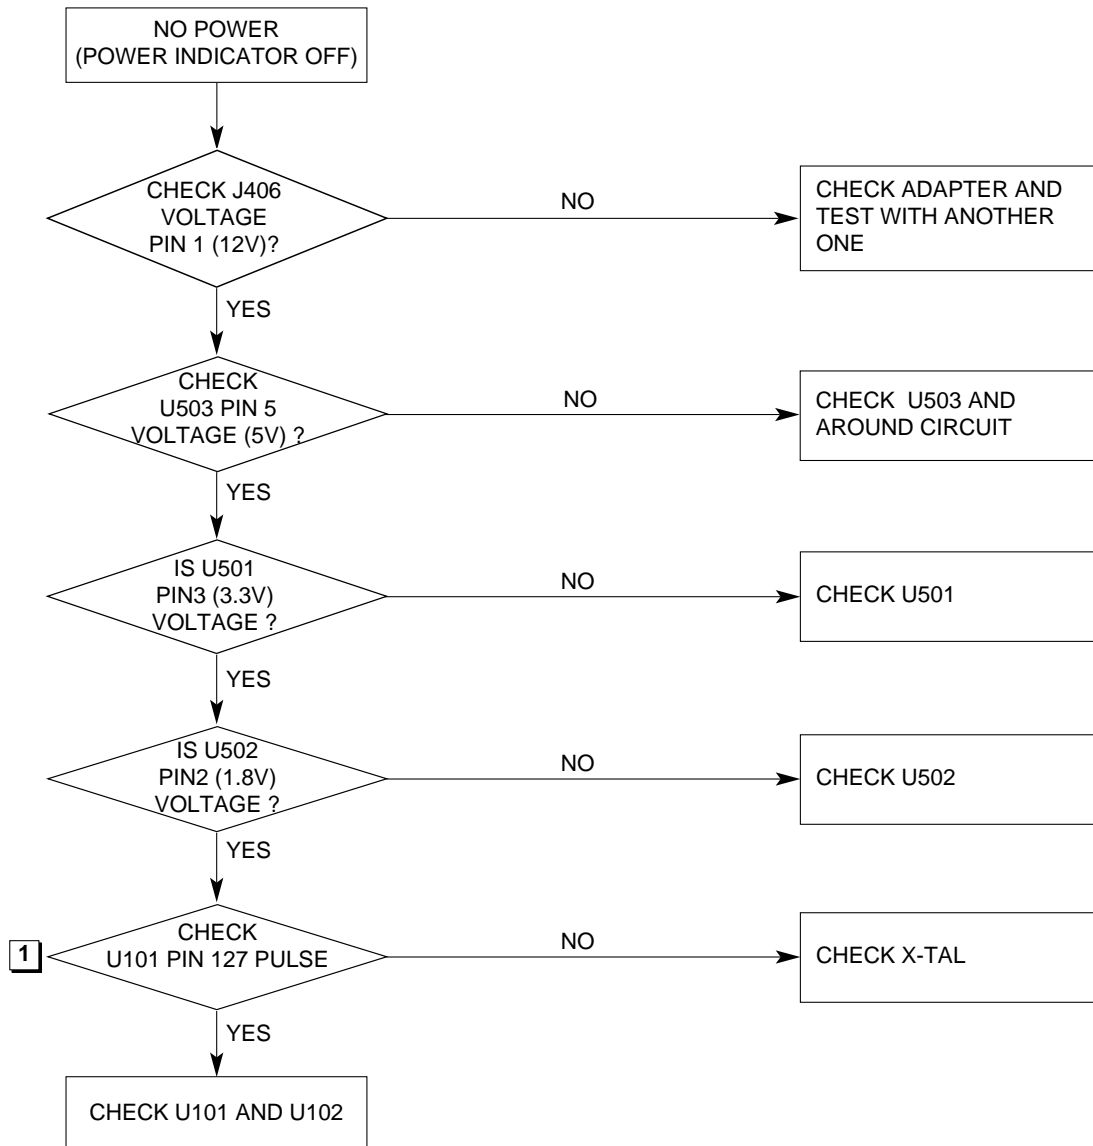 NO POWER
(POWER INDICATOR OFF)
CHECK J406
VOLTAGE
PIN 1 (12V)?
NO
CHECK ADAPTER AND
TEST WITH ANOTHER
ONE
YES
CHECK
U503 PIN 5
VOLTAGE (5V) ?
NO
CHECK U503 AND
AROUND CIRCUIT
YES
IS U501
PIN3 (3.3V)
VOLTAGE ?
NO
CHECK U501
YES
IS U502
PIN2 (1.8V)
VOLTAGE ?
NO
CHECK U502
YES
1
CHECK
U101 PIN 127 PULSE
NO
CHECK X-TAL
YES
CHECK U101 AND U102